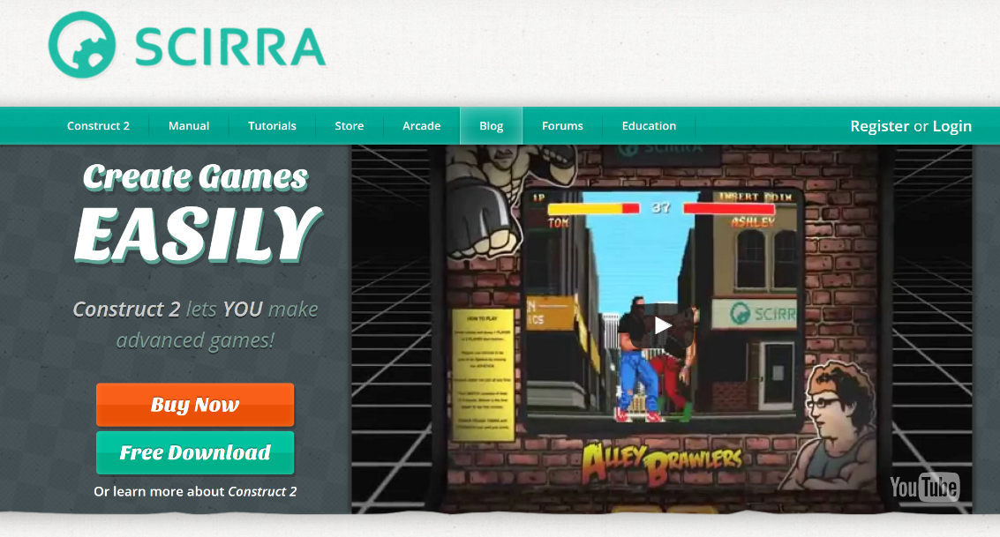 SCIRRA
Construct 2
Manual
Tutorials
Store
Arcade
Blog
Forums
Education
Register or Login
Create Games
EASILY
Construct 2 lets YOU make
advanced games!
Buy Now
Free Download
Or learn more about Construct 2
SCIRRA
1P
INSERT COIN
37
TOM
ASHLEY
SCIRR
HOW TO PLAY
ALLEY BRAWLERS
YouTube